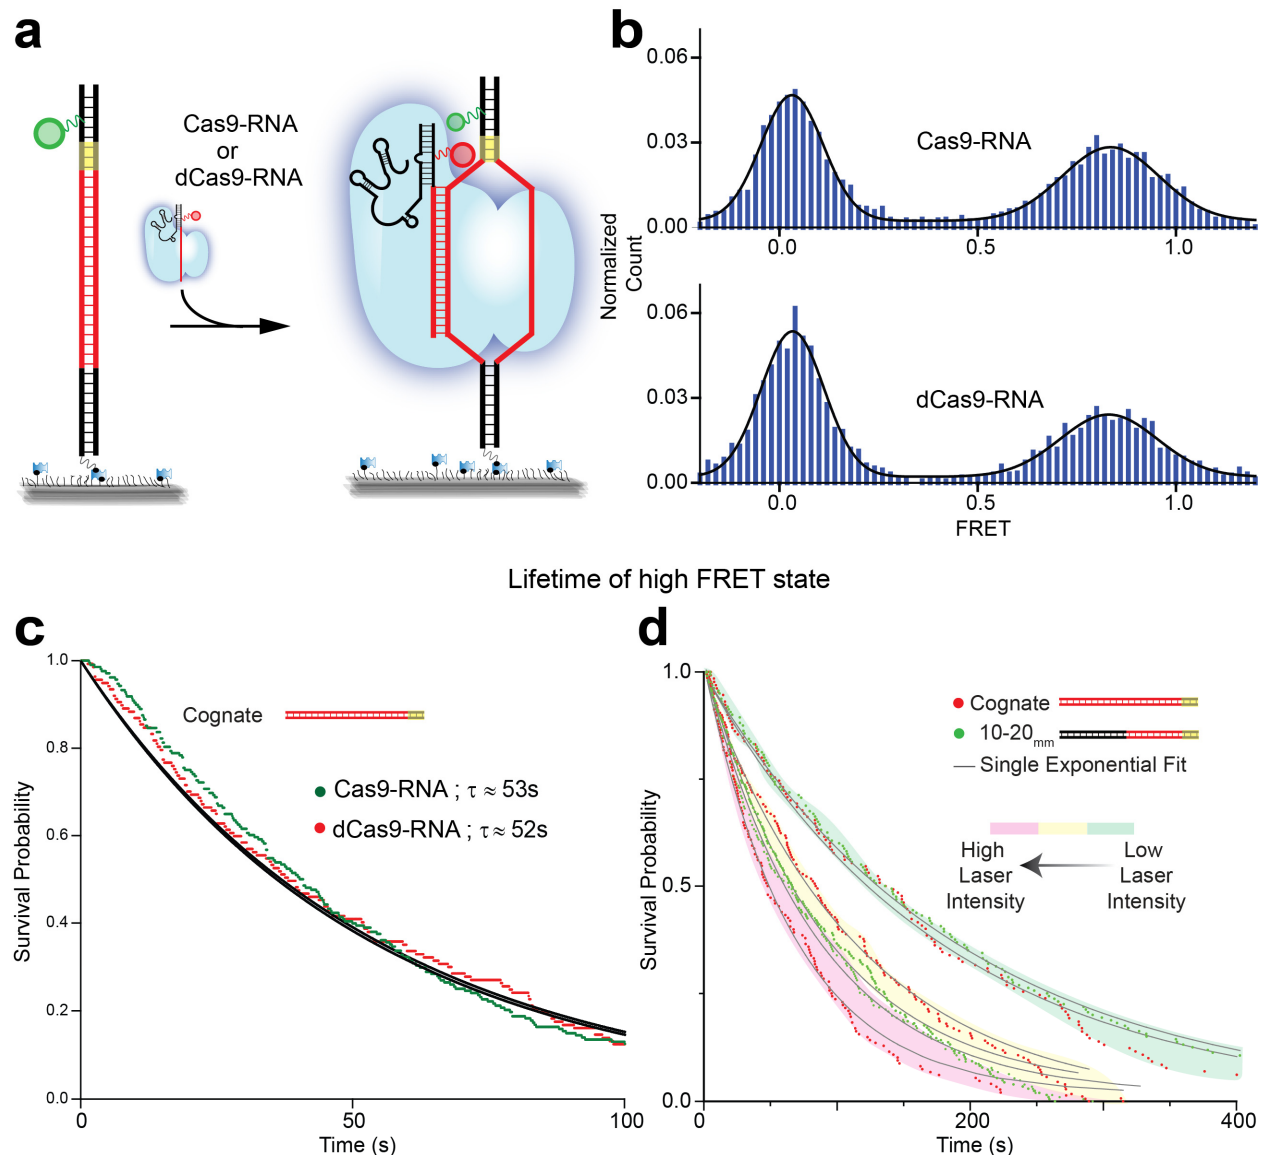 a
Cas9-RNA
or
dCas9-RNA
b
Normalized
Count
0.06
0.03
0.00
Cas9-RNA
0.0
0.5
1.0
0.06
0.03
0.00
dCas9-RNA
0.0
0.5
1.0
FRET
Lifetime of high FRET state
c
Survival Probability
1.0
0.8
0.6
0.4
0.2
0.0
Cognate
Cas9-RNA ; τ ≈ 53s
dCas9-RNA ; τ ≈ 52s
0
50
100
Time (s)
d
Survival Probability
1.0
0.5
0.0
Cognate
10-20mm
Single Exponential Fit
High
Laser
Intensity
Low
Laser
Intensity
0
200
400
Time (s)